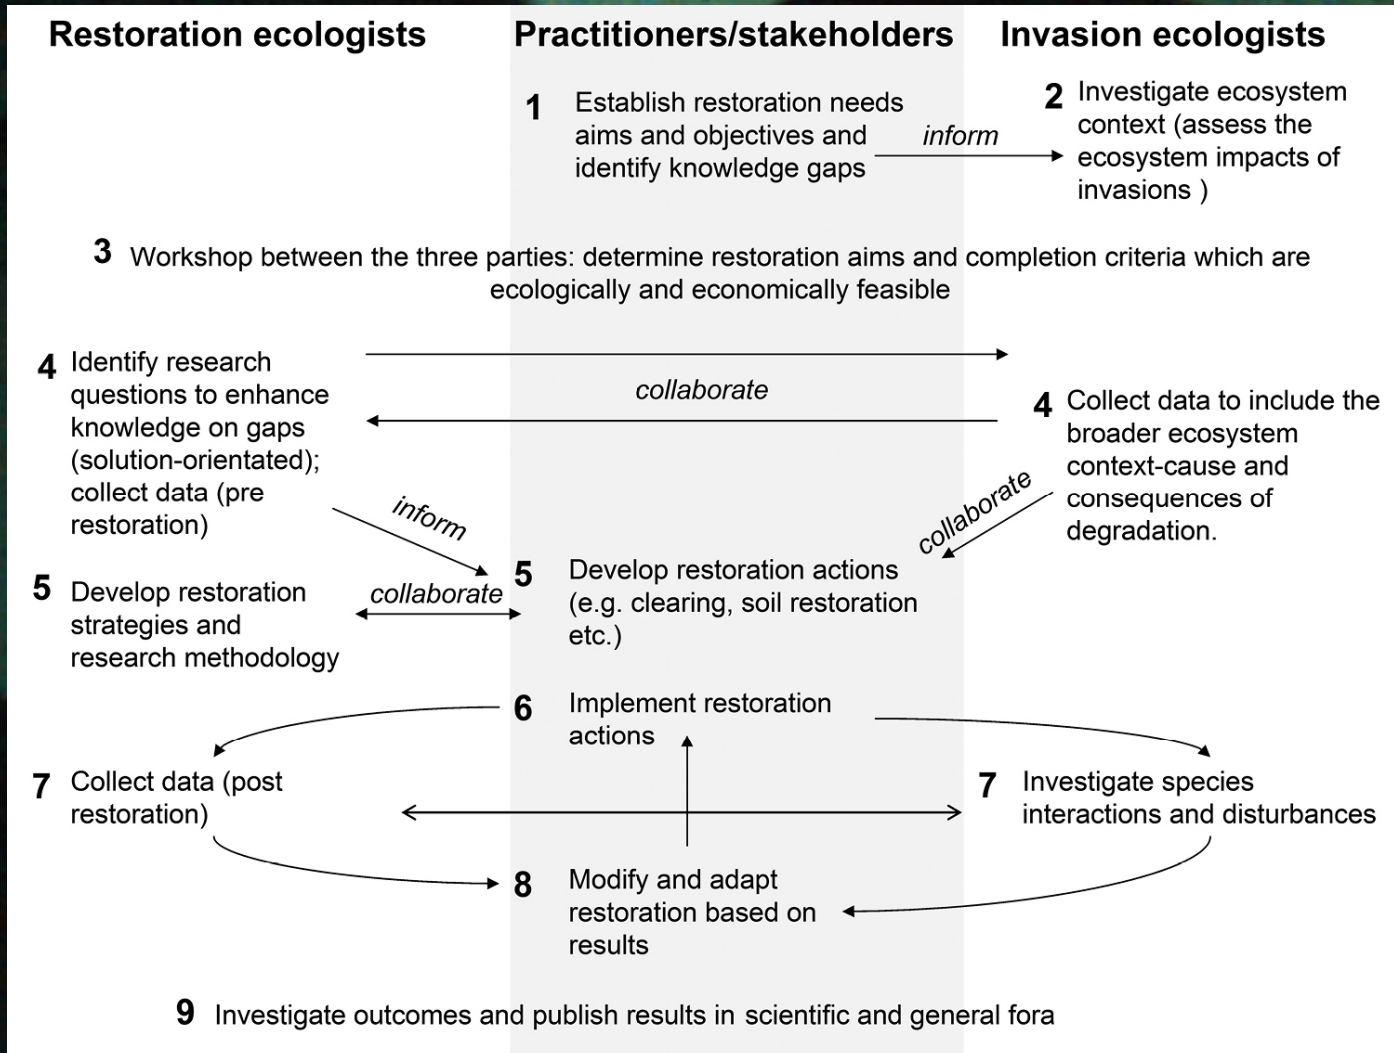 Restoration ecologists
Practitioners/stakeholders
Invasion ecologists
1 Establish restoration needs
aims and objectives and
identify knowledge gaps
inform
2 Investigate ecosystem
context (assess the
ecosystem impacts of
invasions )
3 Workshop between the three parties: determine restoration aims and completion criteria which are
ecologically and economically feasible
4 Identify research
questions to enhance
knowledge on gaps
(solution-orientated);
collect data (pre
restoration)
collaborate
4 Collect data to include the
broader ecosystem
context-cause and
consequences of
degradation.
inform
collaborate
5 Develop restoration
strategies and
research methodology
collaborate
5 Develop restoration actions
(e.g. clearing, soil restoration
etc.)
6 Implement restoration
actions
7 Collect data (post
restoration)
7 Investigate species
interactions and disturbances
8 Modify and adapt
restoration based on
results
9 Investigate outcomes and publish results in scientific and general fora